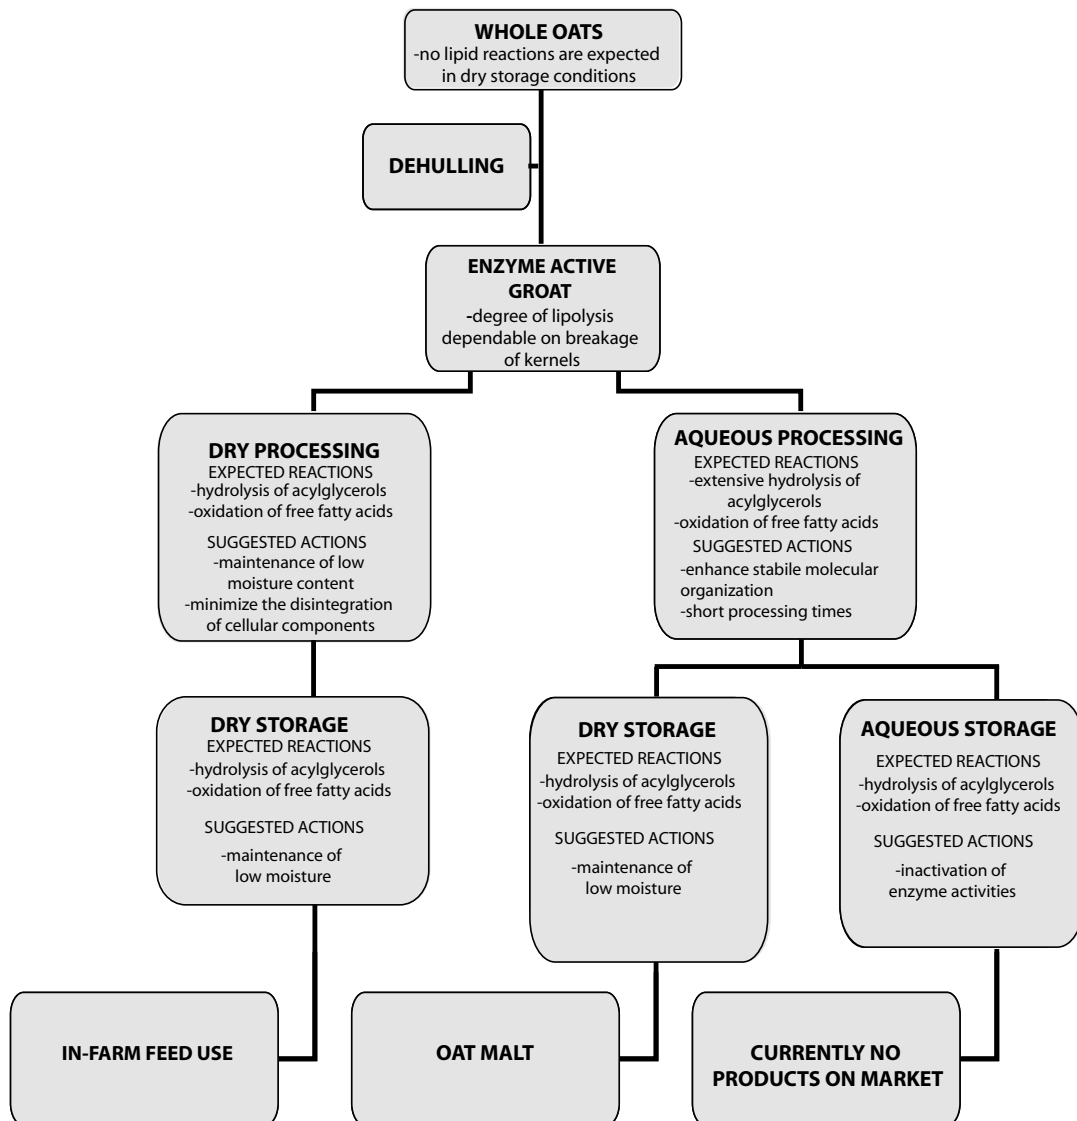 WHOLE OATS
-no lipid reactions are expected
in dry storage conditions
DEHULLING
ENZYME ACTIVE
GROAT
-degree of lipolysis
dependable on breakage
of kernels
DRY PROCESSING
EXPECTED REACTIONS
-hydrolysis of acylglycerols
-oxidation of free fatty acids
SUGGESTED ACTIONS
-maintenance of low
moisture content
-minimize the disintegration
of cellular components
AQUEOUS PROCESSING
EXPECTED REACTIONS
-extensive hydrolysis of
acylglycerols
-oxidation of free fatty acids
SUGGESTED ACTIONS
-enhance stabile molecular
organization
-short processing times
DRY STORAGE
EXPECTED REACTIONS
-hydrolysis of acylglycerols
-oxidation of free fatty acids
SUGGESTED ACTIONS
-maintenance of
low moisture
DRY STORAGE
EXPECTED REACTIONS
-hydrolysis of acylglycerols
-oxidation of free fatty acids
SUGGESTED ACTIONS
-maintenance of
low moisture
AQUEOUS STORAGE
EXPECTED REACTIONS
-hydrolysis of acylglycerols
-oxidation of free fatty acids
SUGGESTED ACTIONS
-inactivation of
enzyme activities
IN-FARM FEED USE
OAT MALT
CURRENTLY NO
PRODUCTS ON MARKET